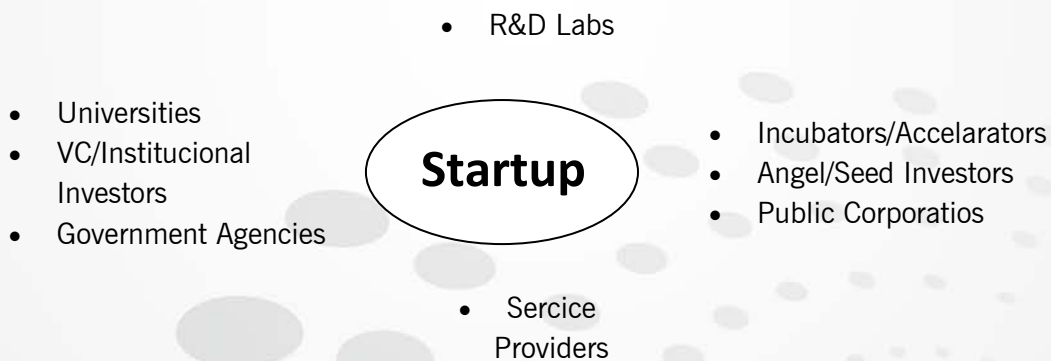 • R&D Labs
• Universities
• VC/Institucional
Investors
• Government Agencies
Startup
• Incubators/Accelarators
• Angel/Seed Investors
• Public Corporatios
• Sercice
Providers